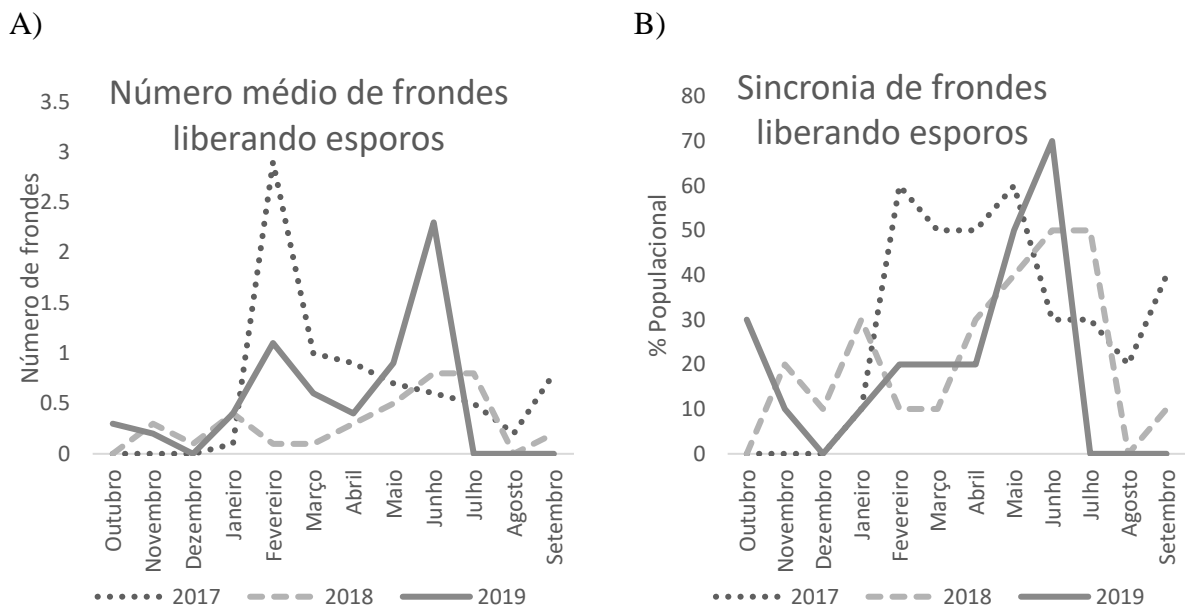 A)
Número médio de frondes
liberando esporos
Número de frondes
3.5
3
2.5
2
1.5
1
0.5
0
Outubro
Novembro
Dezembro
Janeiro
Fevereiro
Março
Abril
Maio
Junho
Julho
Agosto
Setembro
2017 2018 2019
B)
Sincronia de frondes
liberando esporos
% Populacional
80
70
60
50
40
30
20
10
0
Outubro
Novembro
Dezembro
Janeiro
Fevereiro
Março
Abril
Maio
Junho
Julho
Agosto
Setembro
2017 2018 2019